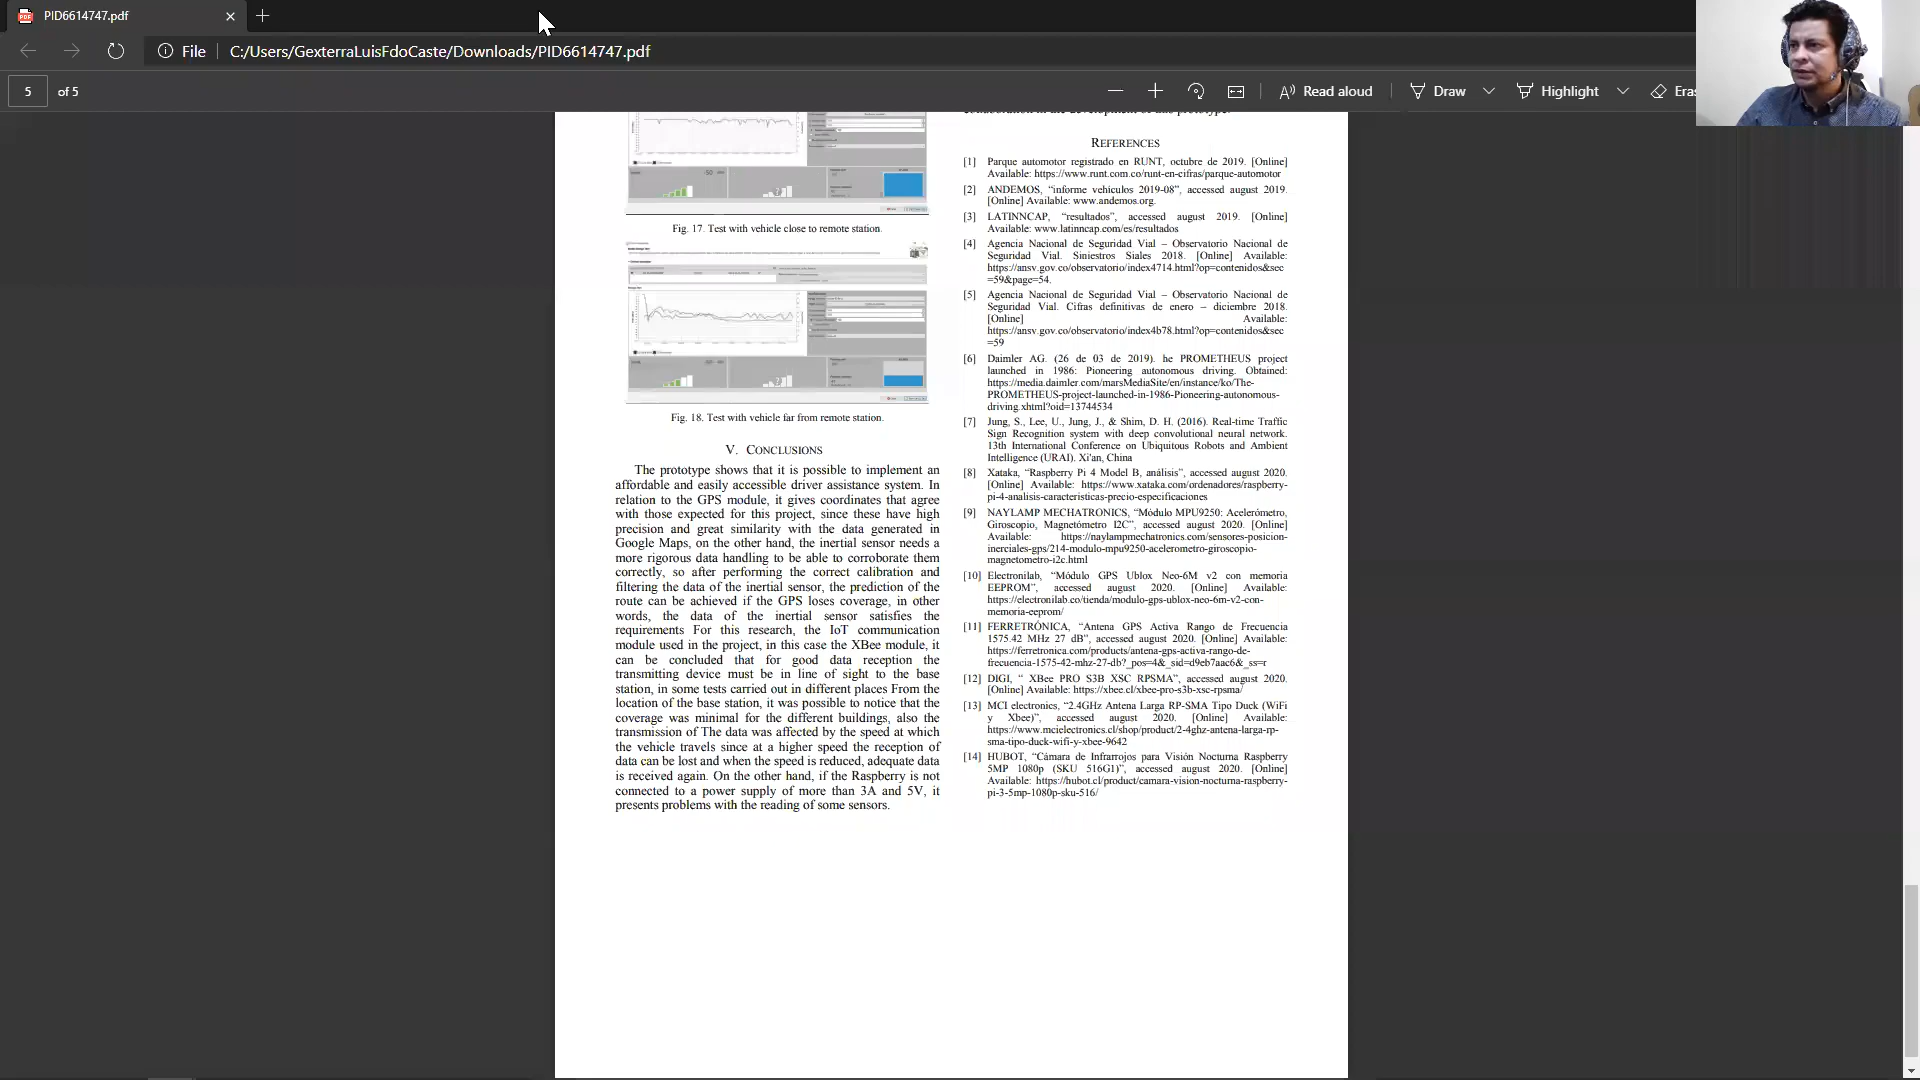 PID6614747.pdf
File
C:/Users/GexterraLuisFdoCaste/Downloads/PID6614747.pdf
5
of 5
Read aloud
Draw
Highlight
Eras
Fig. 17. Test with vehicle close to remote station.
Fig. 18. Test with vehicle far from remote station.
V. CONCLUSIONS
The prototype shows that it is possible to implement an
affordable and easily accessible driver assistance system. In
relation to the GPS module, it gives coordinates that agree
with those expected for this project, since these have high
precision and great similarity with the data generated in
Google Maps, on the other hand, the inertial sensor needs a
more rigorous data handling to be able to corroborate them
correctly, so after performing the correct calibration and
filtering the data of the inertial sensor, the prediction of the
route can be achieved if the GPS loses coverage, in other
words, the data of the inertial sensor satisfies the
requirements For this research, the IoT communication
module used in the project, in this case the XBee module, it
can be concluded that for good data reception the
transmitting device must be in line of sight to the base
station, in some tests carried out in different places From the
location of the base station, it was possible to notice that the
coverage was minimal for the different buildings, also the
transmission of The data was affected by the speed at which
the vehicle travels since at a higher speed the reception of
data can be lost and when the speed is reduced, adequate data
is received again. On the other hand, if the Raspberry is not
connected to a power supply of more than 3A and 5V, it
presents problems with the reading of some sensors.
collaboration in the development of this prototype.
REFERENCES
[1] Parque automotor registrado en RUNT, octubre de 2019. [Online]
Available: https://www.runt.com.co/runt-en-cifras/parque-automotor
[2] ANDEMOS, “informe vehiculos 2019-08”, accessed august 2019.
[Online] Available: www.andemos.org.
[3] LATINNCAP, “resultados”, accessed august 2019. [Online]
Available: www.latinncap.com/es/resultados
[4] Agencia Nacional de Seguridad Vial – Observatorio Nacional de
Seguridad Vial. Siniestros Siales 2018. [Online] Available:
https://ansv.gov.co/observatorio/index4714.html?op=contenidos&sec
=59&page=54.
[5] Agencia Nacional de Seguridad Vial – Observatorio Nacional de
Seguridad Vial. Cifras definitivas de enero – diciembre 2018.
[Online] Available:
https://ansv.gov.co/observatorio/index4b78.html?op=contenidos&sec
=59
[6] Daimler AG. (26 de 03 de 2019). he PROMETHEUS project
launched in 1986: Pioneering autonomous driving. Obtained:
https://media.daimler.com/marsMediaSite/en/instance/ko/The-
PROMETHEUS-project-launched-in-1986-Pioneering-autonomous-
driving.xhtml?oid=13744534
[7] Jung, S., Lee, U., Jung, J., & Shim, D. H. (2016). Real-time Traffic
Sign Recognition system with deep convolutional neural network.
13th International Conference on Ubiquitous Robots and Ambient
Intelligence (URAI). Xi'an, China
[8] Xataka, “Raspberry Pi 4 Model B, análisis”, accessed august 2020.
[Online] Available: https://www.xataka.com/ordenadores/raspberry-
pi-4-analisis-caracteristicas-precio-especificaciones
[9] NAYLAMP MECHATRONICS, “Módulo MPU9250: Acelerómetro,
Giroscopio, Magnetómetro I2C”, accessed august 2020. [Online]
Available: https://naylampmechatronics.com/sensores-posicion-
inerciales-gps/214-modulo-mpu9250-acelerometro-giroscopio-
magnetometro-i2c.html
[10] Electronilab, “Módulo GPS Ublox Neo-6M v2 con memoria
EEPROM”, accessed august 2020. [Online] Available:
https://electronilab.co/tienda/modulo-gps-ublox-neo-6m-v2-con-
memoria-eeprom/
[11] FERRETRÓNICA, “Antena GPS Activa Rango de Frecuencia
1575.42 MHz 27 dB”, accessed august 2020. [Online] Available:
https://ferretronica.com/products/antena-gps-activa-rango-de-
frecuencia-1575-42-mhz-27-db?_pos=4&_sid=d9eb7aac6&_ss=r
[12] DIGI, “ XBee PRO S3B XSC RPSMA”, accessed august 2020.
[Online] Available: https://xbee.cl/xbee-pro-s3b-xsc-rpsma/
[13] MCI electronics, “2.4GHz Antena Larga RP-SMA Tipo Duck (WiFi
y Xbee)”, accessed august 2020. [Online] Available:
https://www.mcielectronics.cl/shop/product/2-4ghz-antena-larga-rp-
sma-tipo-duck-wifi-y-xbee-9642
[14] HUBOT, “Cámara de Infrarrojos para Visión Nocturna Raspberry
5MP 1080p (SKU 516G1)”, accessed august 2020. [Online]
Available: https://hubot.cl/product/camara-vision-nocturna-raspberry-
pi-3-5mp-1080p-sku-516/